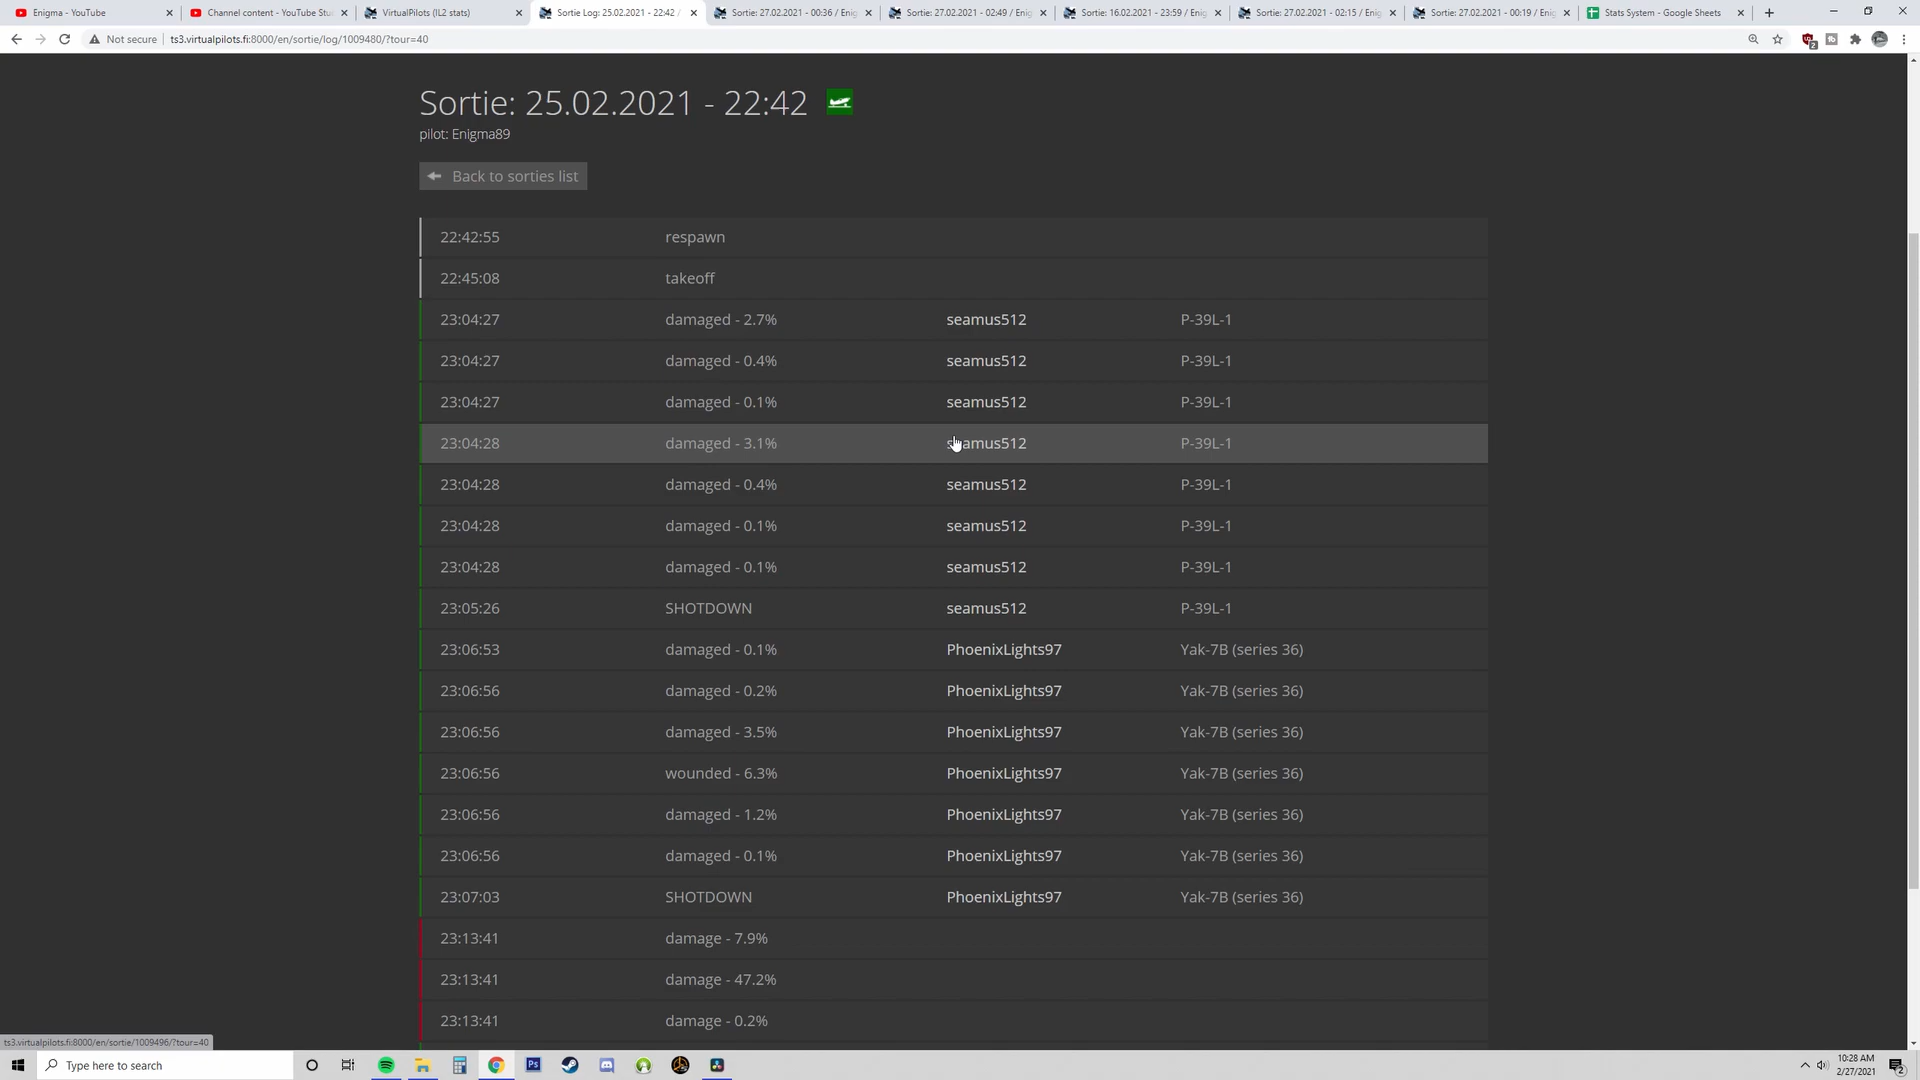 Enigma - YouTube
Channel content - YouTube Stu
VirtualPilots (IL2 stats)
Sortie Log: 25.02.2021 - 22:42 /
Sortie: 27.02.2021 - 00:36 / Enig
Sortie: 27.02.2021 - 02:49 / Enig
Sortie: 16.02.2021 - 23:59 / Enig
Sortie: 27.02.2021 - 02:15 / Enig
Sortie: 27.02.2021 - 00:19 / Enig
Stats System - Google Sheets
Not secure ts3.virtualpilots.fi:8000/en/sortie/log/1009480/?tour=40
2
Sortie: 25.02.2021 - 22:42
pilot: Enigma89
Back to sorties list
22:42:55 respawn
22:45:08 takeoff
23:04:27 damaged - 2.7% seamus512 P-39L-1
23:04:27 damaged - 0.4% seamus512 P-39L-1
23:04:27 damaged - 0.1% seamus512 P-39L-1
23:04:28 damaged - 3.1% seamus512 P-39L-1
23:04:28 damaged - 0.4% seamus512 P-39L-1
23:04:28 damaged - 0.1% seamus512 P-39L-1
23:04:28 damaged - 0.1% seamus512 P-39L-1
23:05:26 SHOTDOWN seamus512 P-39L-1
23:06:53 damaged - 0.1% PhoenixLights97 Yak-7B (series 36)
23:06:56 damaged - 0.2% PhoenixLights97 Yak-7B (series 36)
23:06:56 damaged - 3.5% PhoenixLights97 Yak-7B (series 36)
23:06:56 wounded - 6.3% PhoenixLights97 Yak-7B (series 36)
23:06:56 damaged - 1.2% PhoenixLights97 Yak-7B (series 36)
23:06:56 damaged - 0.1% PhoenixLights97 Yak-7B (series 36)
23:07:03 SHOTDOWN PhoenixLights97 Yak-7B (series 36)
23:13:41 damage - 7.9%
23:13:41 damage - 47.2%
23:13:41 damage - 0.2%
ts3.virtualpilots.fi:8000/en/sortie/1009496/?tour=40
Type here to search
Ps
10:28 AM
2/27/2021
2